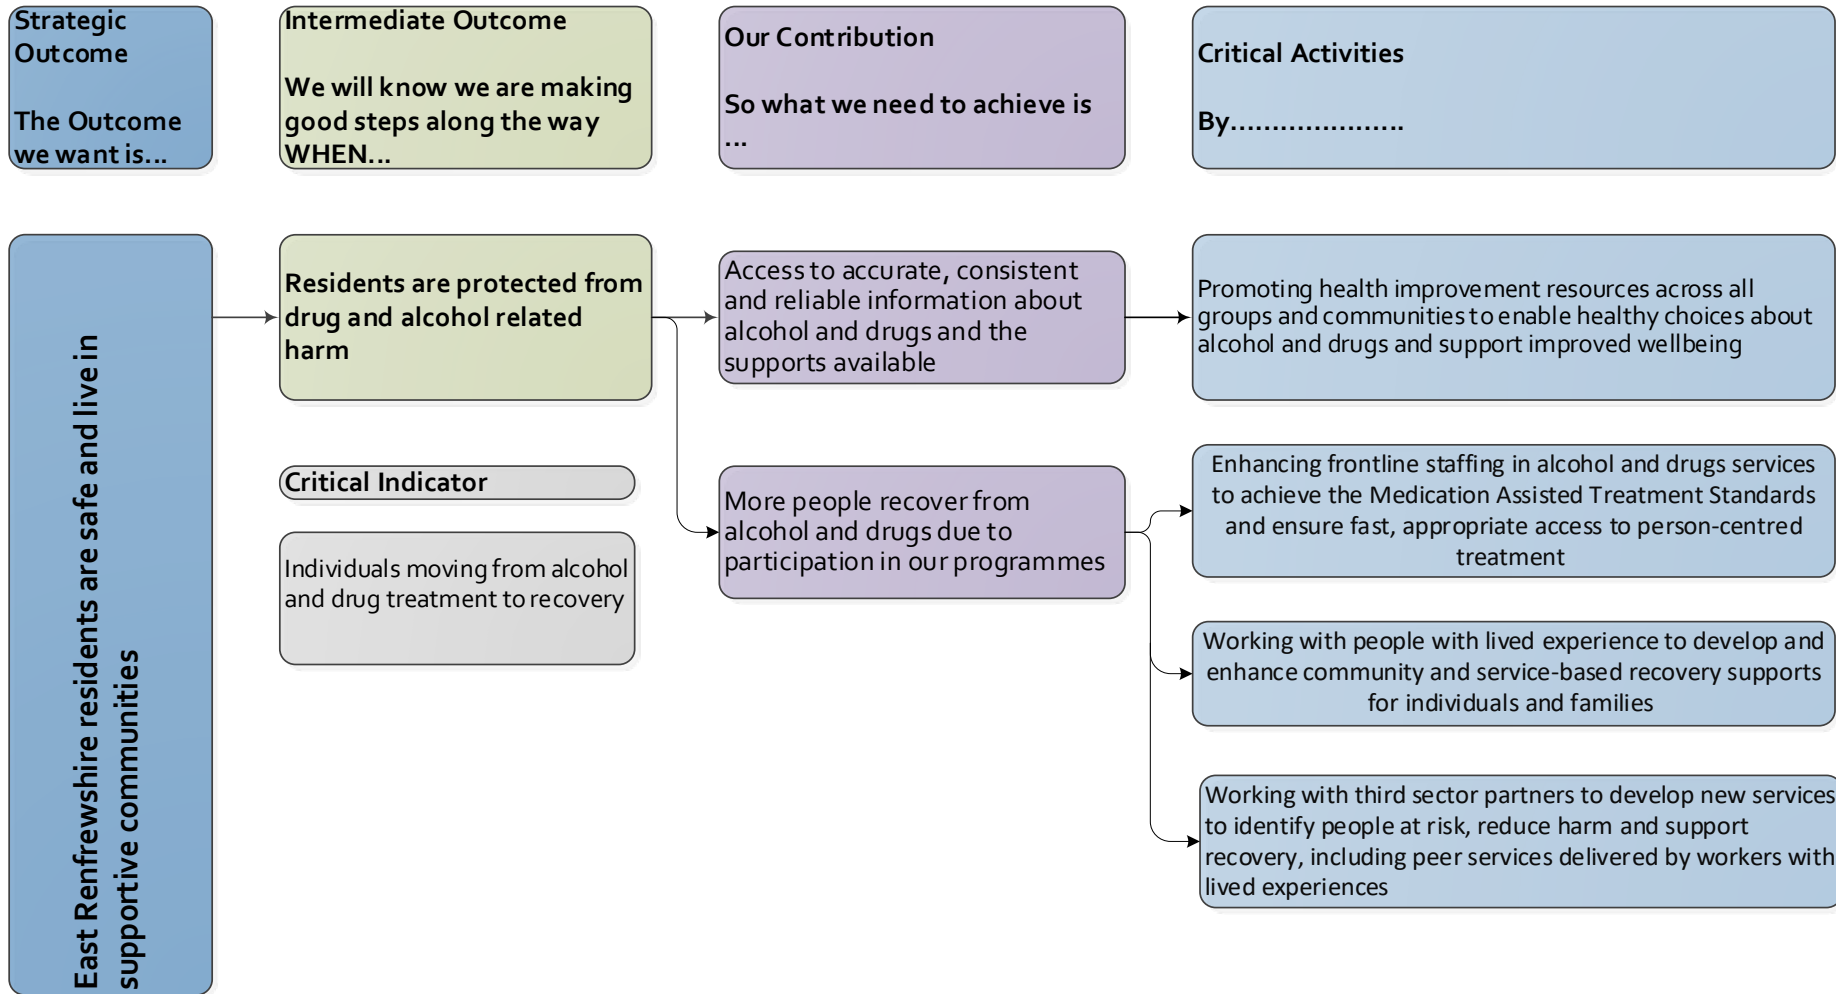 Strategic
Outcome
The Outcome
we want is...
Intermediate Outcome
We will know we are making
good steps along the way
WHEN...
Our Contribution
So what we need to achieve is
...
Critical Activities
By.....................
East Renfrewshire residents are safe and live in
supportive communities
Residents are protected from
drug and alcohol related
harm
Critical Indicator
Individuals moving from alcohol
and drug treatment to recovery
Access to accurate, consistent
and reliable information about
alcohol and drugs and the
supports available
More people recover from
alcohol and drugs due to
participation in our programmes
Promoting health improvement resources across all
groups and communities to enable healthy choices about
alcohol and drugs and support improved wellbeing
Enhancing frontline staffing in alcohol and drugs services
to achieve the Medication Assisted Treatment Standards
and ensure fast, appropriate access to person-centred
treatment
Working with people with lived experience to develop and
enhance community and service-based recovery supports
for individuals and families
Working with third sector partners to develop new services
to identify people at risk, reduce harm and support
recovery, including peer services delivered by workers with
lived experiences